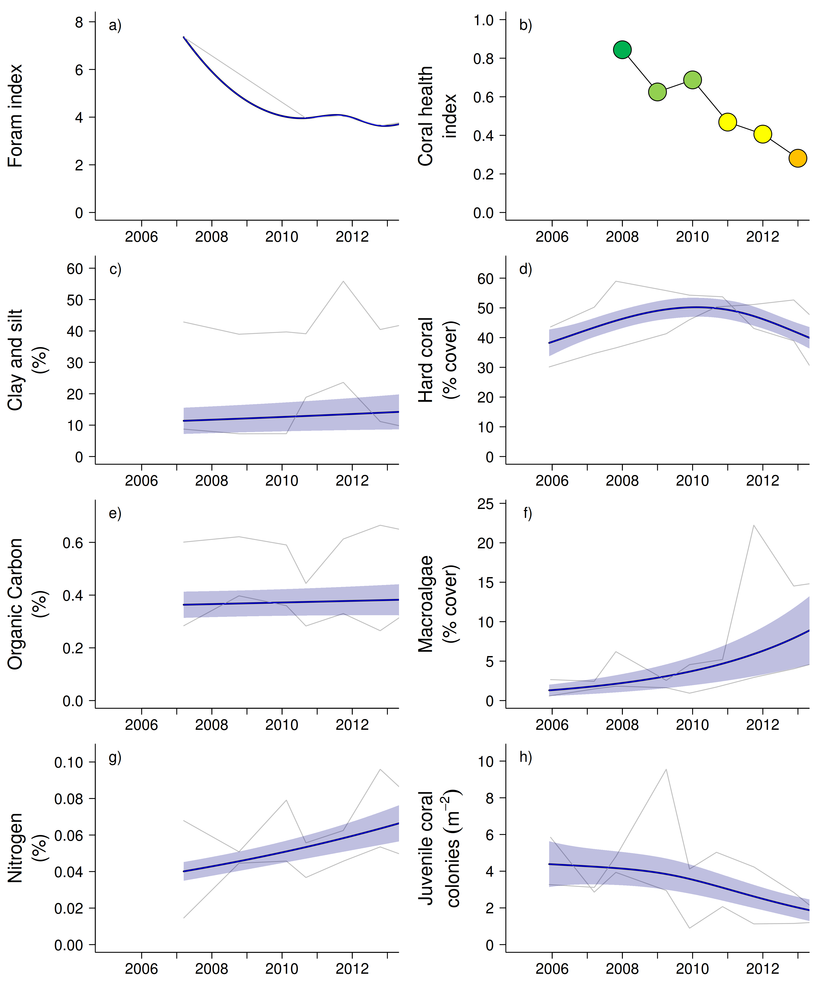 Foram index
8
6
4
2
0
a)
2006 2008 2010 2012
Coral health
index
1.0
0.8
0.6
0.4
0.2
0.0
b)
2006 2008 2010 2012
Clay and silt
(%)
60
50
40
30
20
10
0
c)
2006 2008 2010 2012
Hard coral
(% cover)
60
50
40
30
20
10
0
d)
2006 2008 2010 2012
Organic Carbon
(%)
0.6
0.4
0.2
0.0
e)
2006 2008 2010 2012
Macroalgae
(% cover)
25
20
15
10
5
0
f)
2006 2008 2010 2012
Nitrogen
(%)
0.10
0.08
0.06
0.04
0.02
0.00
g)
2006 2008 2010 2012
Juvenile coral
colonies (m⁻²)
10
8
6
4
2
0
h)
2006 2008 2010 2012